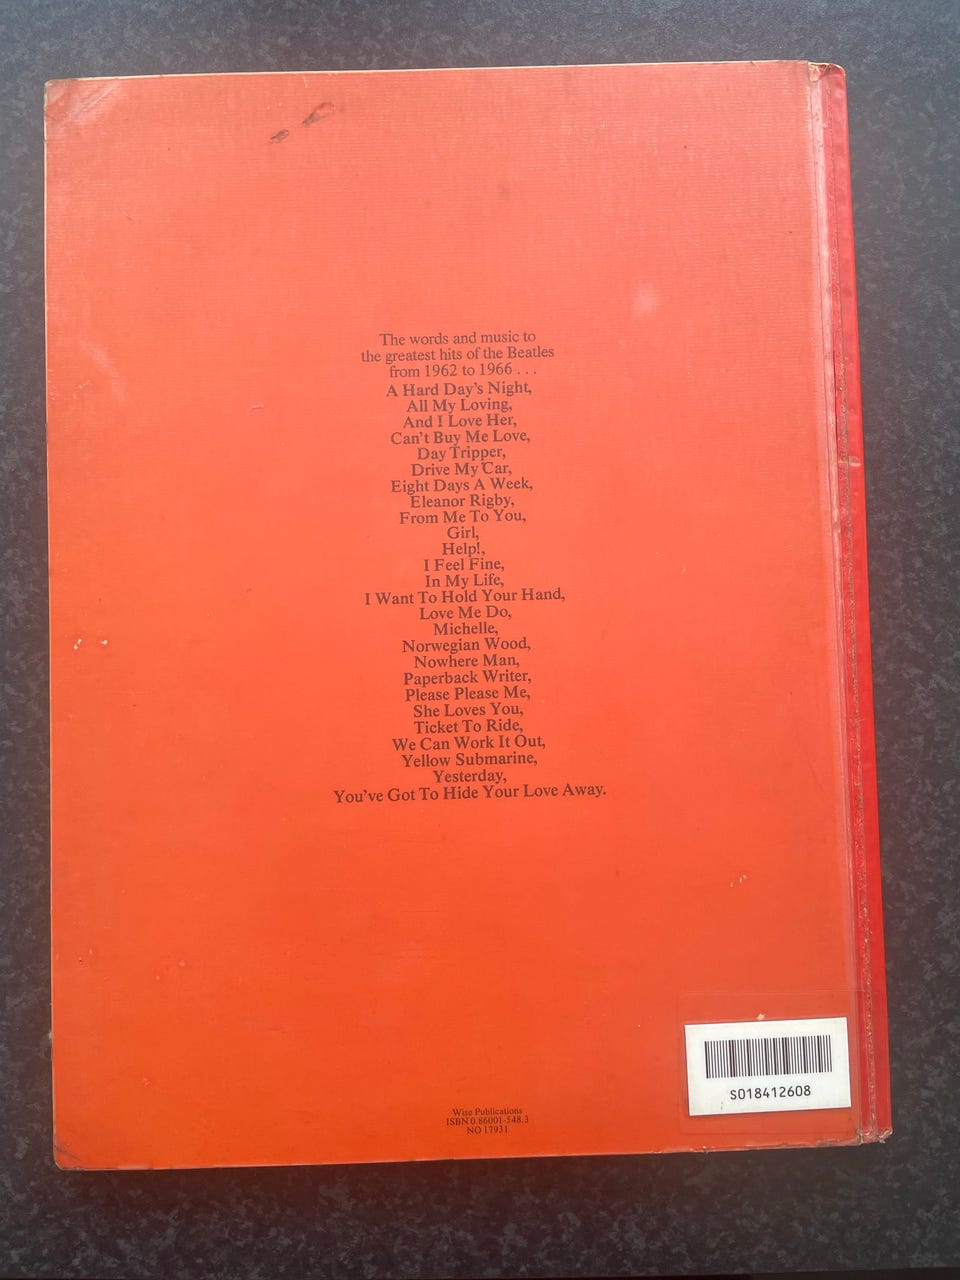 The words and music to
the greatest hits of the Beatles
from 1962 to 1966 . . .
A Hard Day's Night,
All My Loving,
And I Love Her,
Can't Buy Me Love,
Day Tripper,
Drive My Car,
Eight Days A Week,
Eleanor Rigby,
From Me To You,
Girl,
Help!,
I Feel Fine,
In My Life,
I Want To Hold Your Hand,
Love Me Do,
Michelle,
Norwegian Wood,
Nowhere Man,
Paperback Writer,
Please Please Me,
She Loves You,
Ticket To Ride,
We Can Work It Out,
Yellow Submarine,
Yesterday,
You've Got To Hide Your Love Away.
Wise Publications
ISBN 0.86001-548.3
NO 17931
S018412608